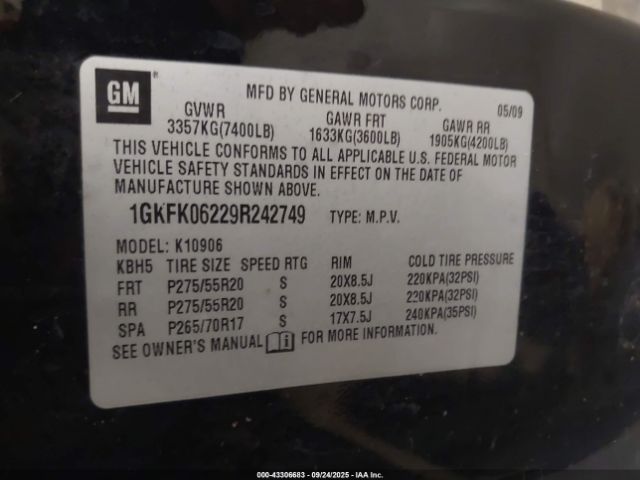 GM ®
MFD BY GENERAL MOTORS CORP. 05/09
GVWR GAWR FRT GAWR RR
3357KG(7400LB) 1633KG(3600LB) 1905KG(4200LB)
THIS VEHICLE CONFORMS TO ALL APPLICABLE U.S. FEDERAL MOTOR
VEHICLE SAFETY STANDARDS IN EFFECT ON THE DATE OF
MANUFACTURE SHOWN ABOVE.
1GKFK06229R242749 TYPE: M.P.V.
MODEL: K10906
KBH5 TIRE SIZE SPEED RTG RIM COLD TIRE PRESSURE
FRT P275/55R20 S 20X8.5J 220KPA(32PSI)
RR P275/55R20 S 20X8.5J 220KPA(32PSI)
SPA P265/70R17 S 17X7.5J 240KPA(35PSI)
SEE OWNER'S MANUAL FOR MORE INFORMATION.
000-43306683 - 09/24/2025 - IAAI.COM